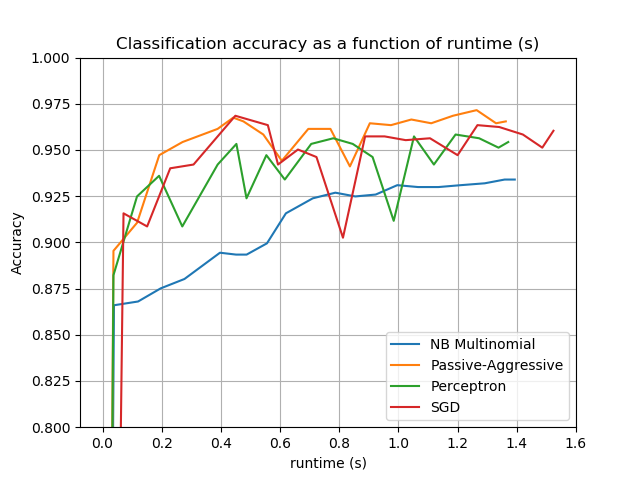 Classification accuracy as a function of runtime (s)
1.000
0.975
0.950
0.925
0.900
0.875
0.850
0.825
0.800
Accuracy
NB Multinomial
Passive-Aggressive
Perceptron
SGD
0.0 0.2 0.4 0.6 0.8 1.0 1.2 1.4 1.6
runtime (s)